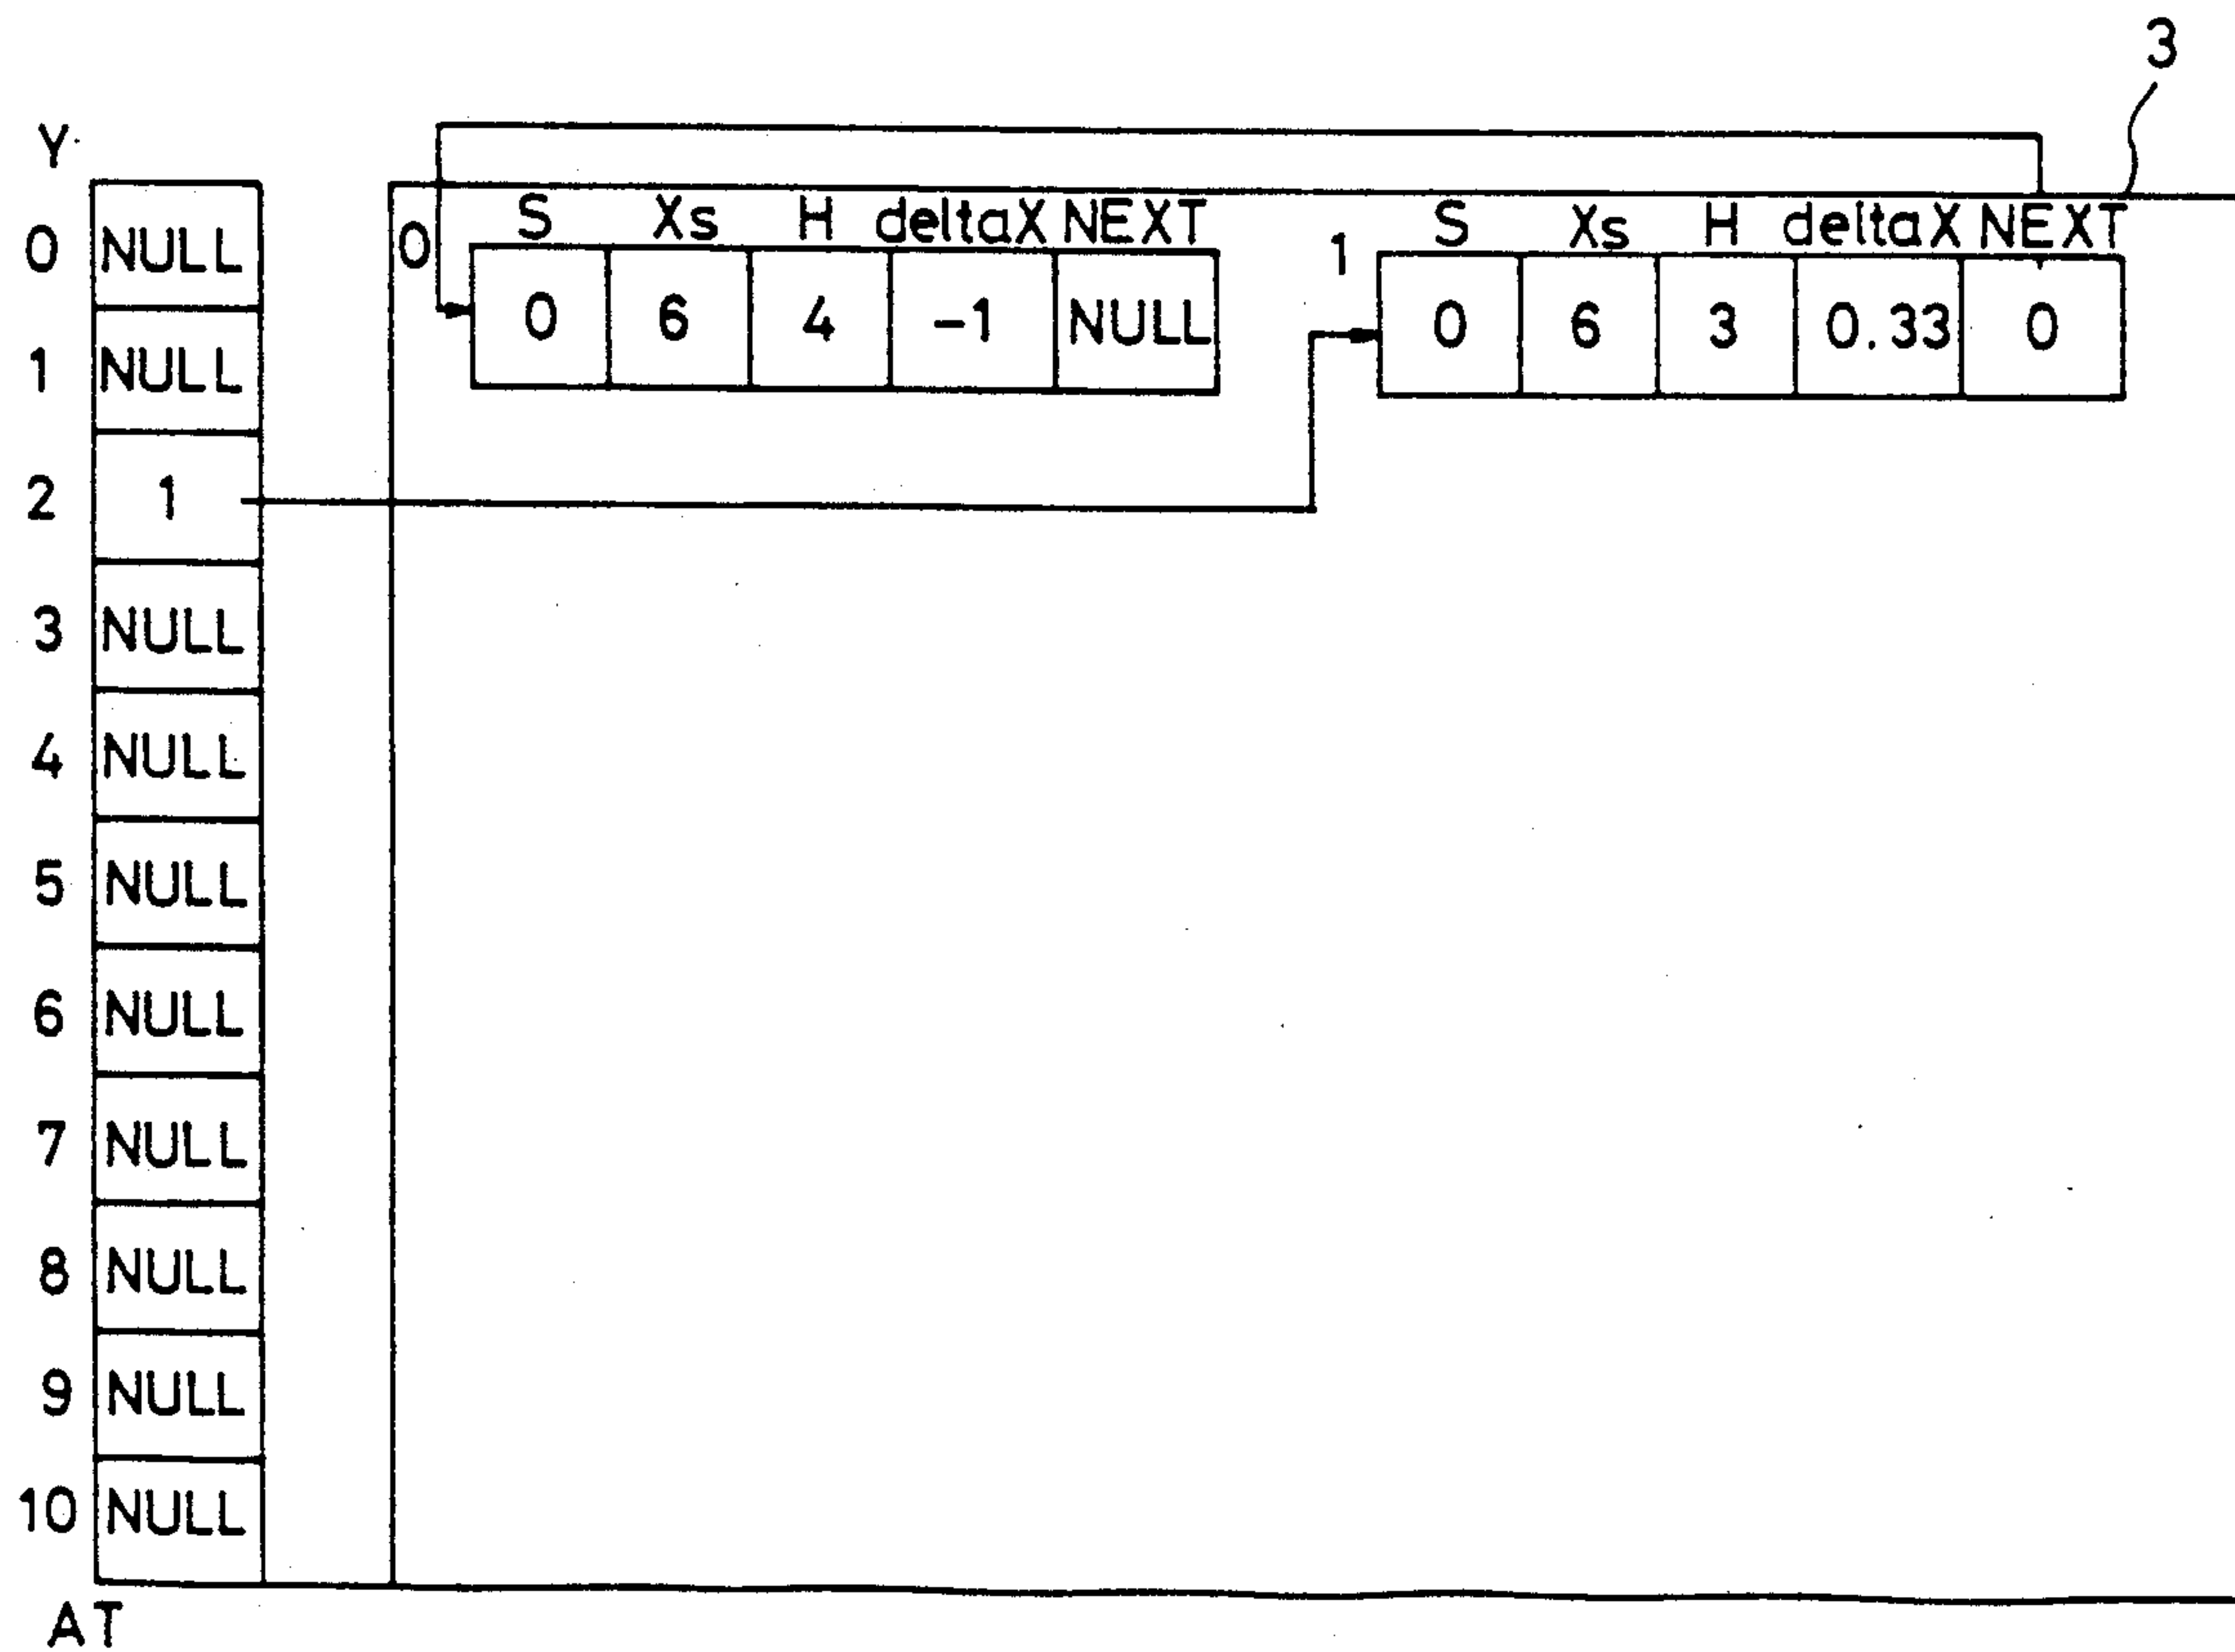 3
Y
S Xs H deltaX NEXT S Xs H deltaX NEXT
0 NULL 0 0 6 4 -1 NULL 1 0 6 3 0.33 0
1 NULL
2 1
3 NULL
4 NULL
5 NULL
6 NULL
7 NULL
8 NULL
9 NULL
10 NULL
AT